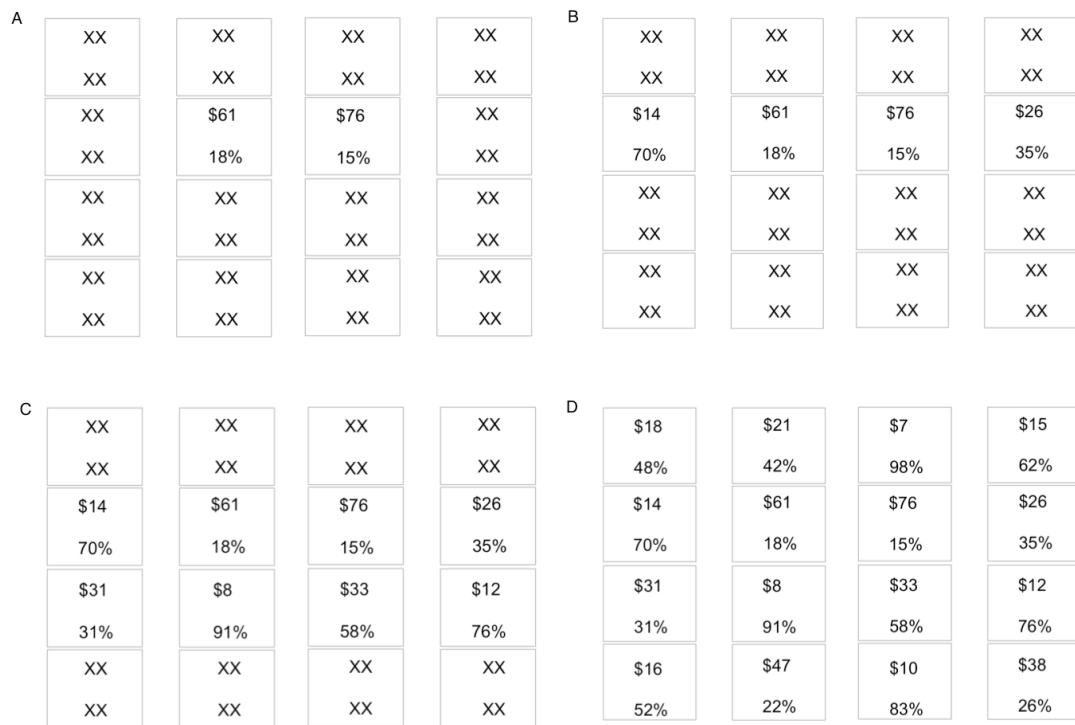 A
XX XX XX XX
XX XX XX XX
XX $61 $76 XX
XX 18% 15% XX
XX XX XX XX
XX XX XX XX
XX XX XX XX
XX XX XX XX
B
XX XX XX XX
XX XX XX XX
$14 $61 $76 $26
70% 18% 15% 35%
XX XX XX XX
XX XX XX XX
XX XX XX XX
XX XX XX XX
C
XX XX XX XX
XX XX XX XX
$14 $61 $76 $26
70% 18% 15% 35%
$31 $8 $33 $12
31% 91% 58% 76%
XX XX XX XX
XX XX XX XX
D
$18 $21 $7 $15
48% 42% 98% 62%
$14 $61 $76 $26
70% 18% 15% 35%
$31 $8 $33 $12
31% 91% 58% 76%
$16 $47 $10 $38
52% 22% 83% 26%